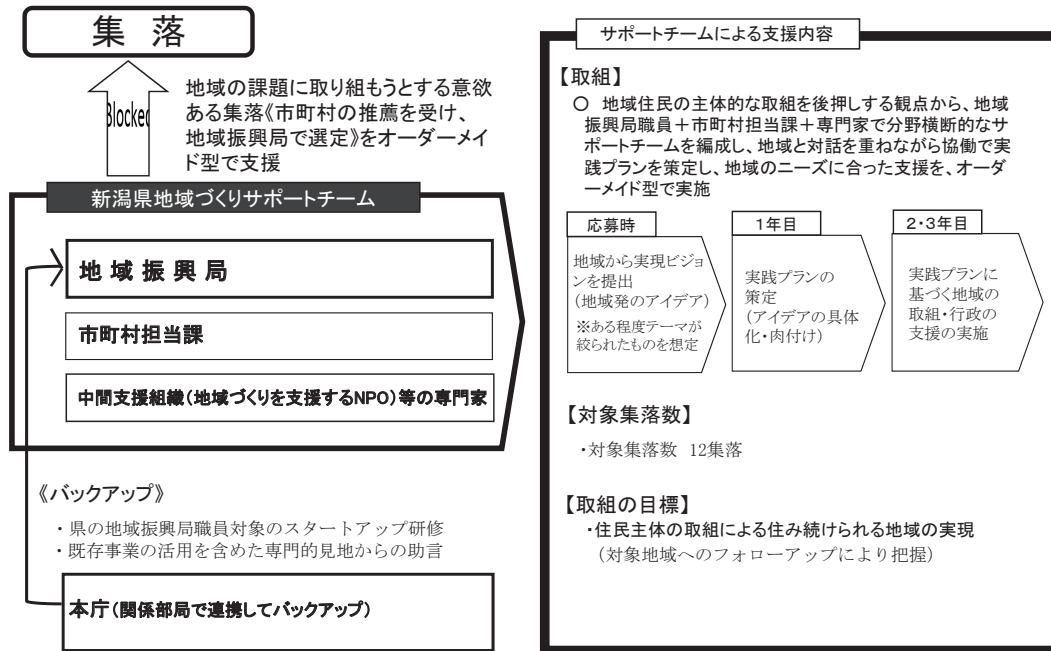 集 落
Blocked
地域の課題に取り組もうとする意欲
ある集落《市町村の推薦を受け、
地域振興局で選定》をオーダーメイ
ド型で支援
新潟県地域づくりサポートチーム
地 域 振 興 局
市町村担当課
中間支援組織(地域づくりを支援するNPO)等の専門家
《バックアップ》
・県の地域振興局職員対象のスタートアップ研修
・既存事業の活用を含めた専門的見地からの助言
本庁(関係部局で連携してバックアップ)
サポートチームによる支援内容
【取組】
○ 地域住民の主体的な取組を後押しする観点から、地域
振興局職員＋市町村担当課＋専門家で分野横断的なサ
ポートチームを編成し、地域と対話を重ねながら協働で実
践プランを策定し、地域のニーズに合った支援を、オーダ
ーメイド型で実施
応募時
地域から実現ビジョ
ンを提出
(地域発のアイデア)
※ある程度テーマが
絞られたものを想定
1年目
実践プランの
策定
(アイデアの具体
化・肉付け)
2・3年目
実践プランに
基づく地域の
取組・行政の
支援の実施
【対象集落数】
・対象集落数 12集落
【取組の目標】
・住民主体の取組による住み続けられる地域の実現
(対象地域へのフォローアップにより把握)